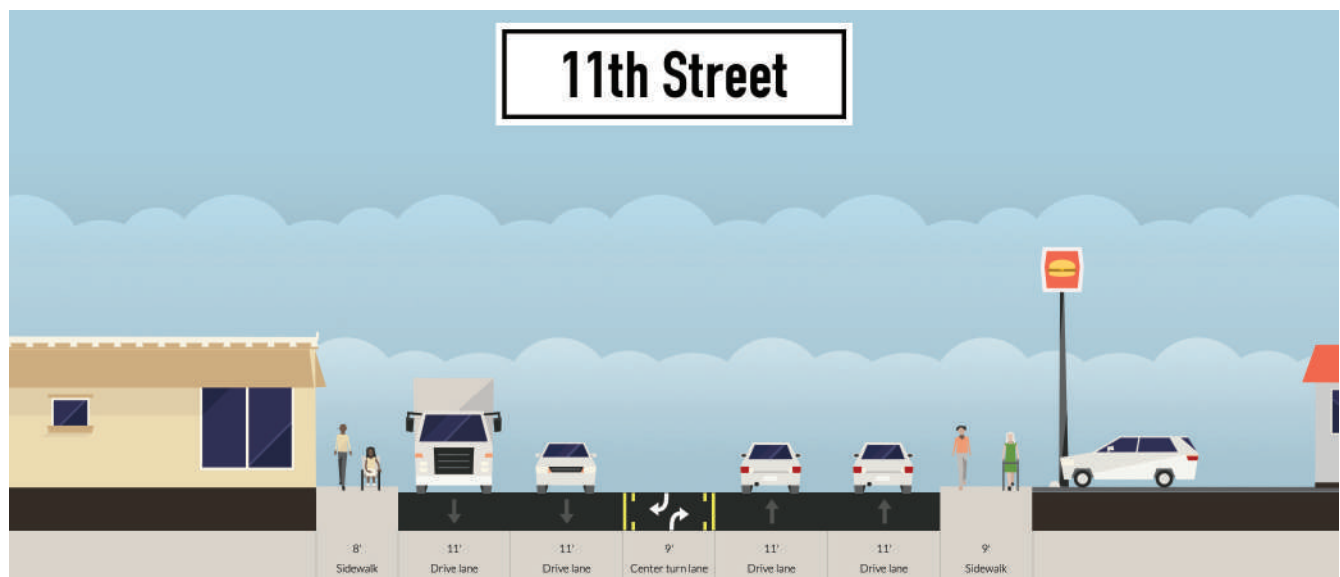 11th Street
8' 11' 11' 9' 11' 11' 9'
Sidewalk Drive lane Drive lane Center turn lane Drive lane Drive lane Sidewalk